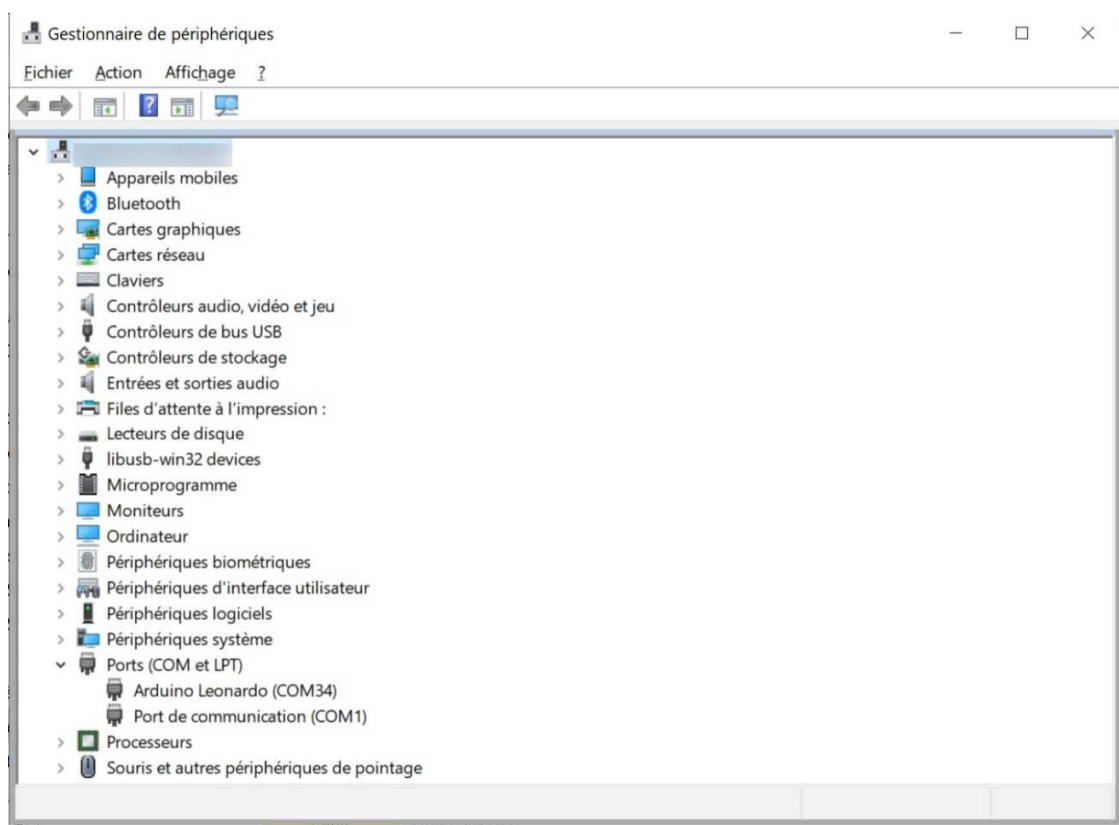 Gestionnaire de périphériques
Fichier Action Affichage ?
Appareils mobiles
Bluetooth
Cartes graphiques
Cartes réseau
Claviers
Contrôleurs audio, vidéo et jeu
Contrôleurs de bus USB
Contrôleurs de stockage
Entrées et sorties audio
Files d'attente à l'impression :
Lecteurs de disque
libusb-win32 devices
Microprogramme
Moniteurs
Ordinateur
Périphériques biométriques
Périphériques d'interface utilisateur
Périphériques logiciels
Périphériques système
Ports (COM et LPT)
Arduino Leonardo (COM34)
Port de communication (COM1)
Processeurs
Souris et autres périphériques de pointage